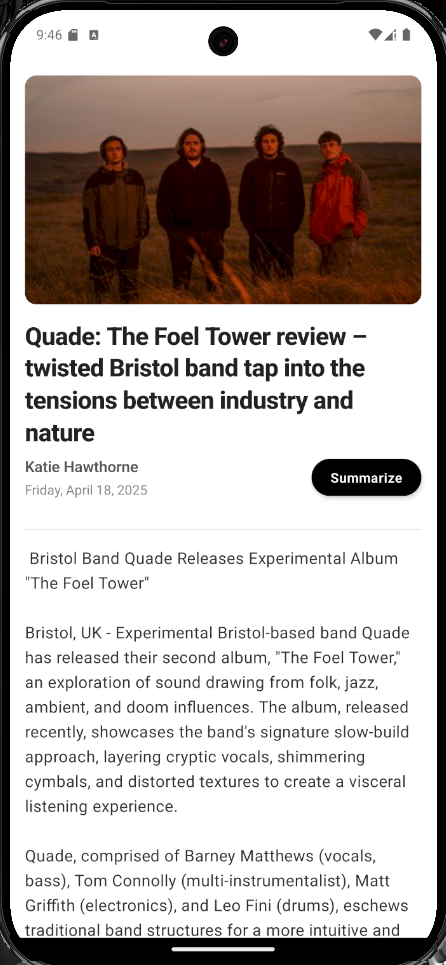 9:46
Quade: The Foel Tower review –
twisted Bristol band tap into the
tensions between industry and
nature
Katie Hawthorne
Friday, April 18, 2025
Summarize
Bristol Band Quade Releases Experimental Album
"The Foel Tower"
Bristol, UK - Experimental Bristol-based band Quade
has released their second album, "The Foel Tower,"
an exploration of sound drawing from folk, jazz,
ambient, and doom influences. The album, released
recently, showcases the band's signature slow-build
approach, layering cryptic vocals, shimmering
cymbals, and distorted textures to create a visceral
listening experience.
Quade, comprised of Barney Matthews (vocals,
bass), Tom Connolly (multi-instrumentalist), Matt
Griffith (electronics), and Leo Fini (drums), eschews
traditional band structures for a more intuitive and